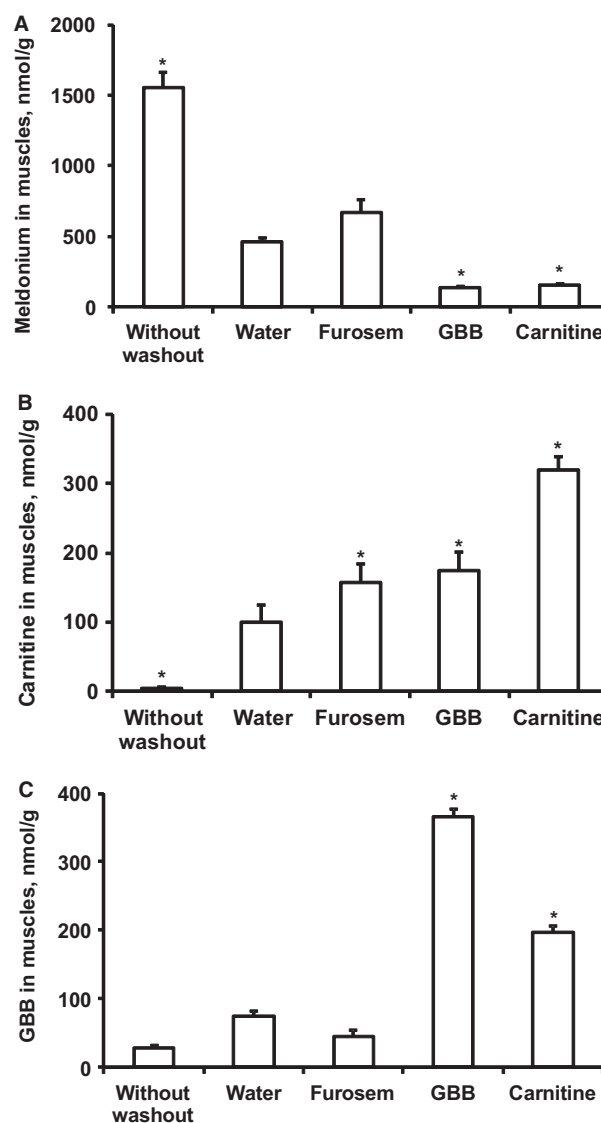 A
Meldonium in muscles, nmol/g
2000
1500
1000
500
0
*
*
*
Without
washout
Water
Furosem
GBB
Carnitine
B
Carnitine in muscles, nmol/g
400
300
200
100
0
*
*
*
*
Without
washout
Water
Furosem
GBB
Carnitine
C
GBB in muscles, nmol/g
400
300
200
100
0
*
*
Without
washout
Water
Furosem
GBB
Carnitine